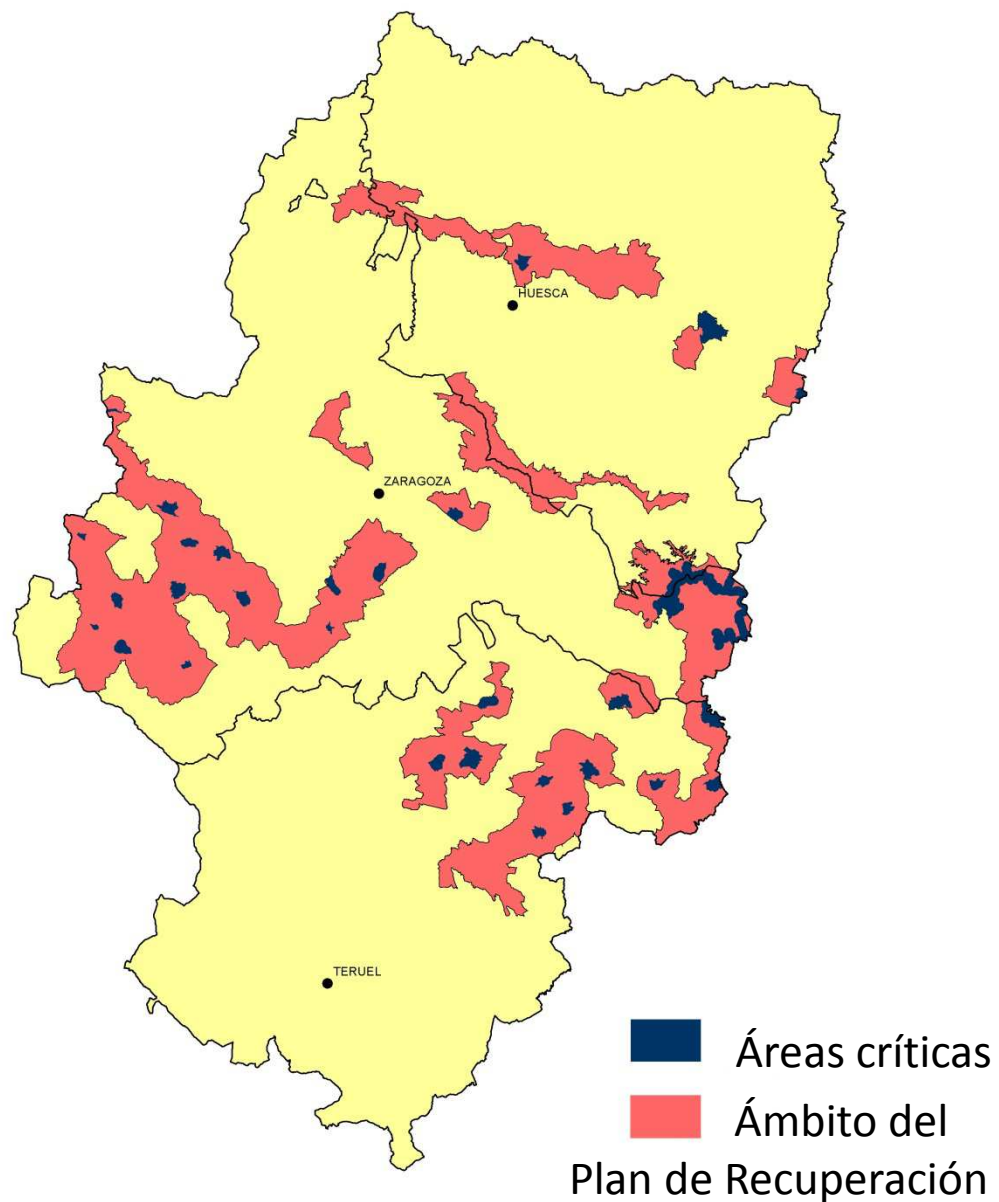 HUESCA
ZARAGOZA
TERUEL
Áreas críticas
Ámbito del
Plan de Recuperación